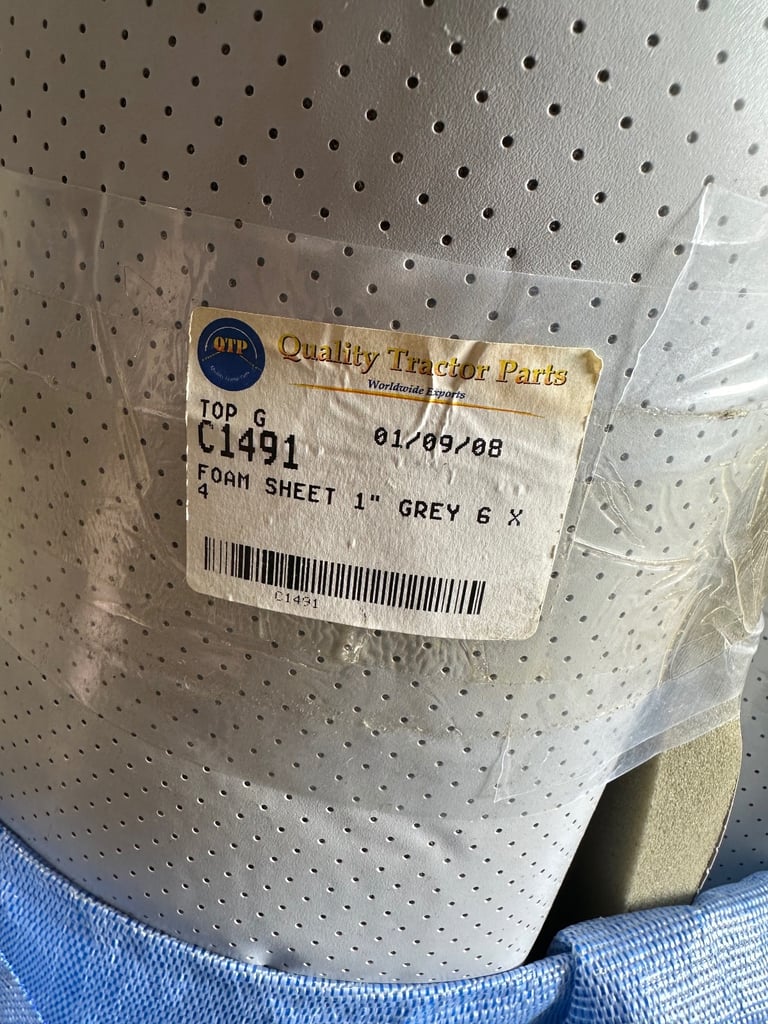 QTP
Quality Tractor Parts
Worldwide Exports
TOP G
C1491 01/09/08
FOAM SHEET 1" GREY 6 X
4
C1491